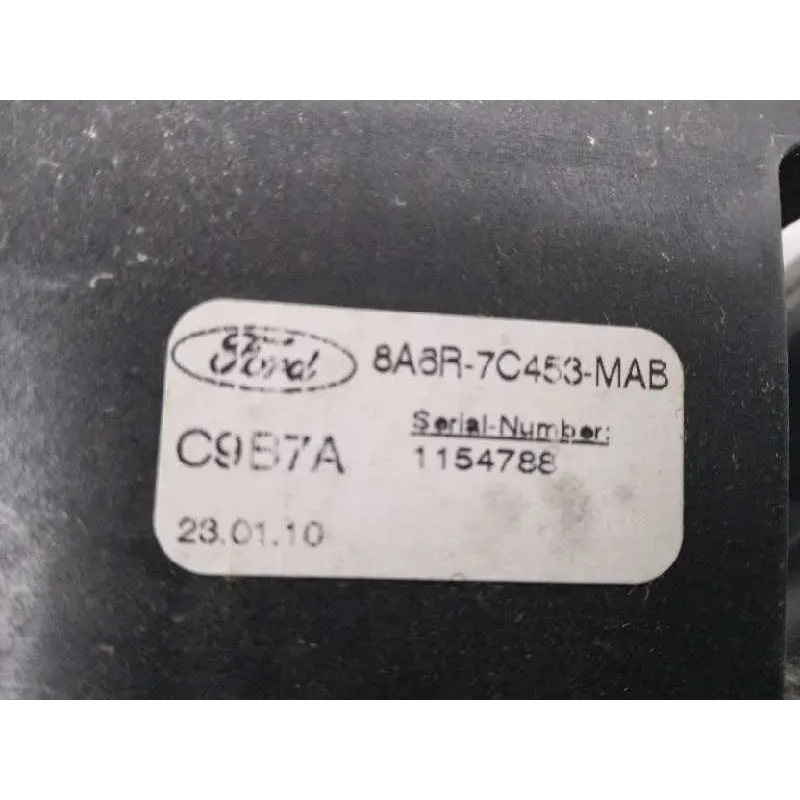 Ford 8A6R-7C453-MAB
C9B7A Serial-Number:
1154788
23.01.10